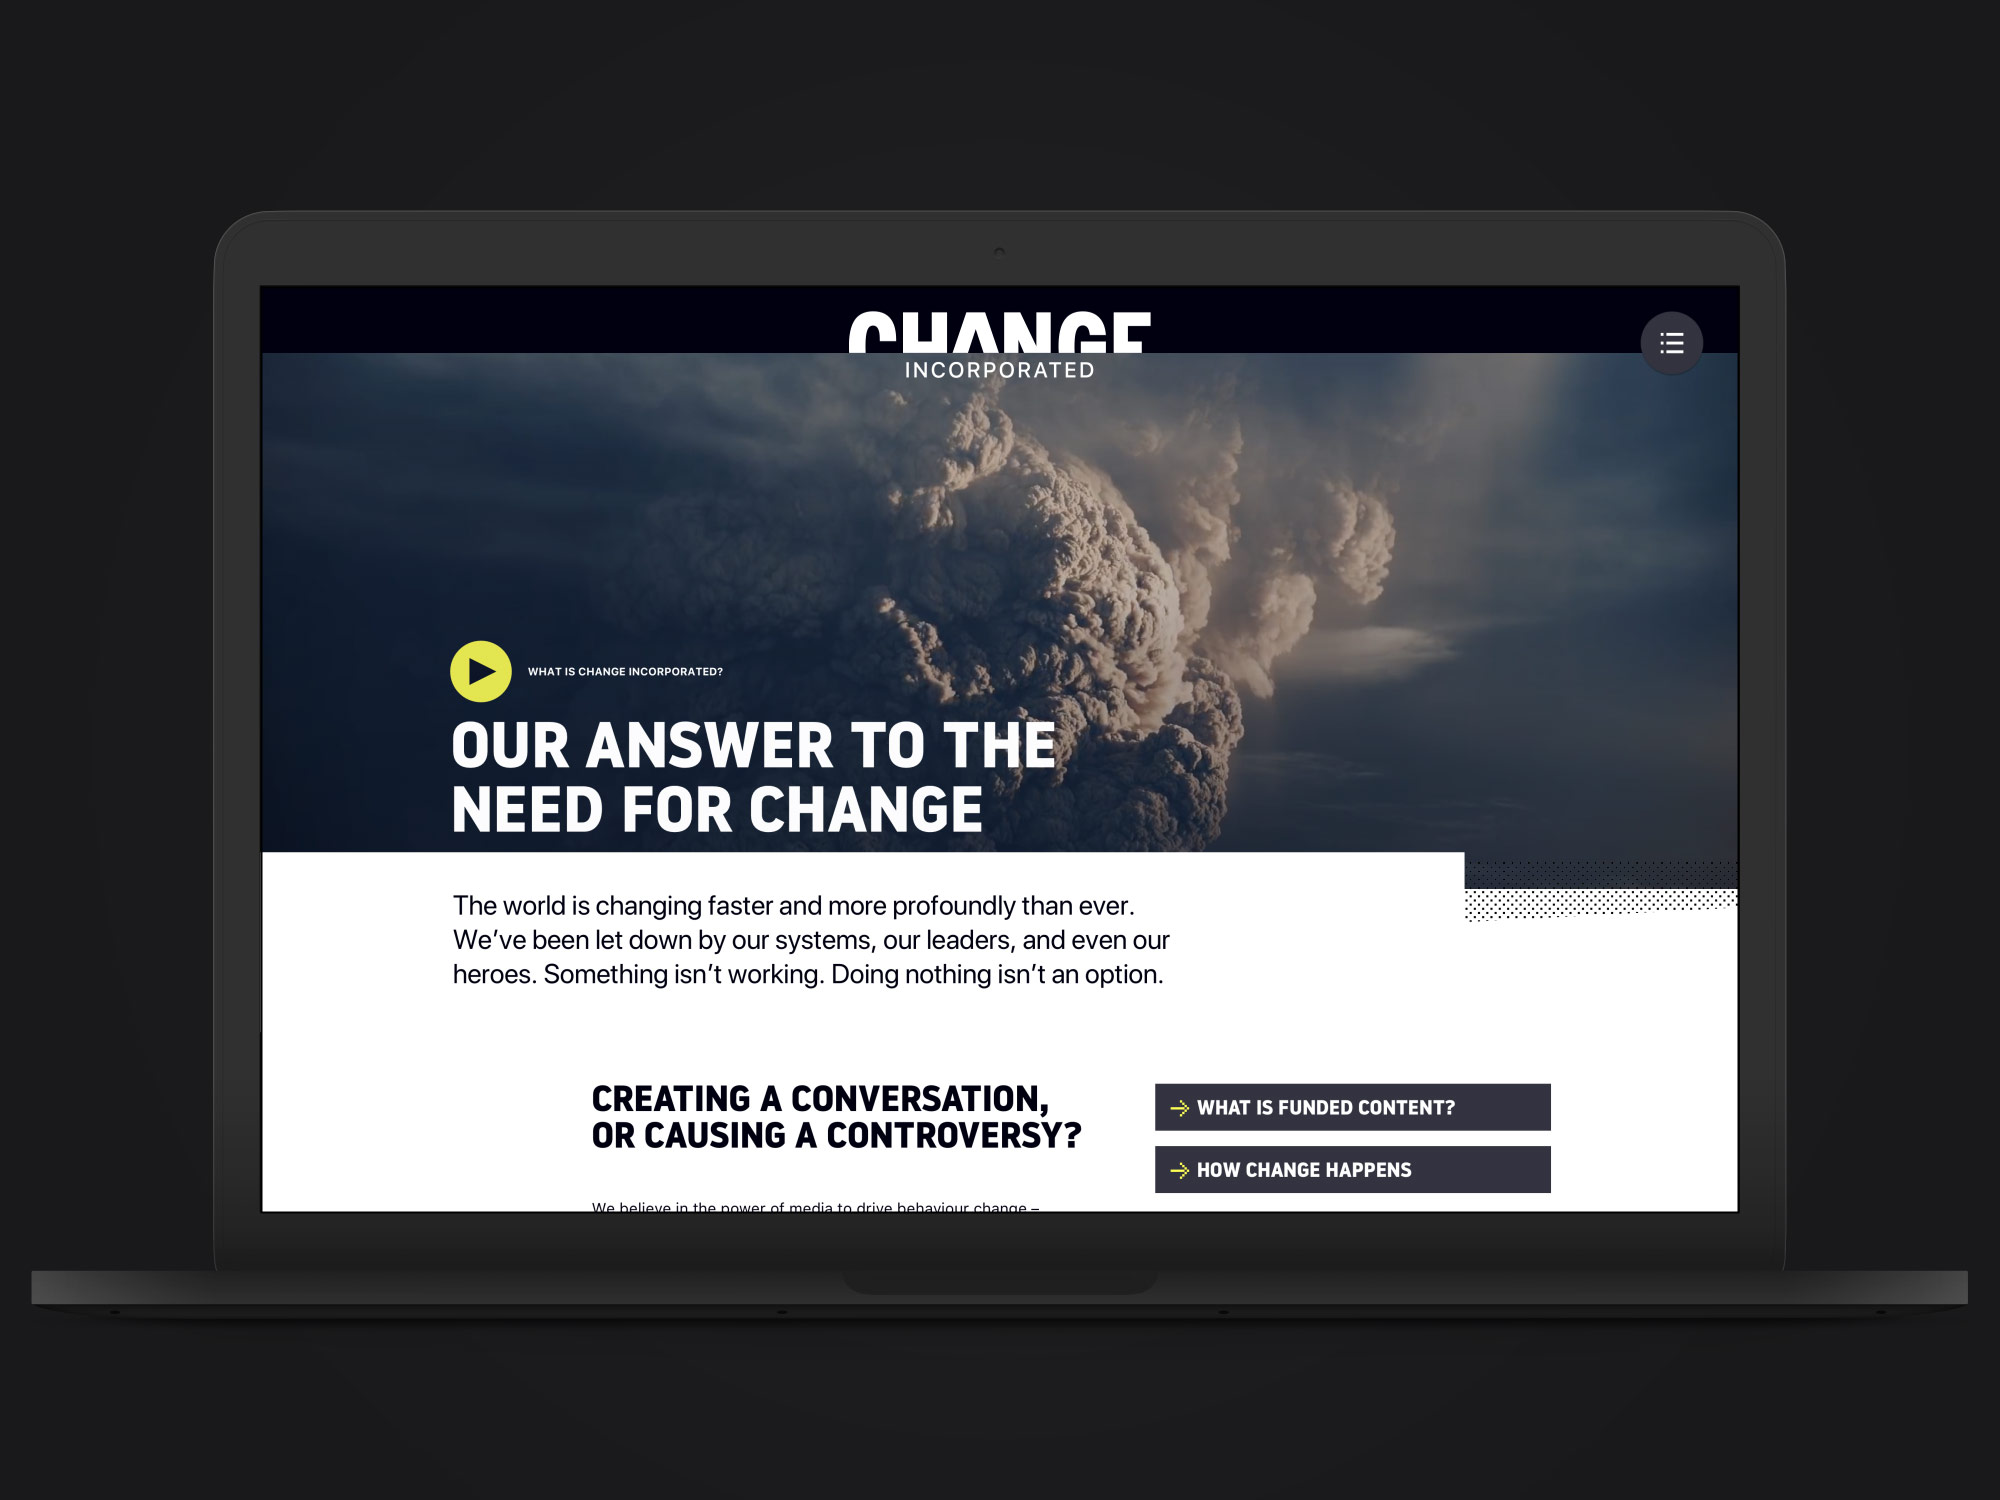 CHANGE
INCORPORATED
WHAT IS CHANGE INCORPORATED?
OUR ANSWER TO THE
NEED FOR CHANGE
The world is changing faster and more profoundly than ever.
We’ve been let down by our systems, our leaders, and even our
heroes. Something isn’t working. Doing nothing isn’t an option.
CREATING A CONVERSATION,
OR CAUSING A CONTROVERSY?
We believe in the power of media to drive behaviour change –
WHAT IS FUNDED CONTENT?
HOW CHANGE HAPPENS